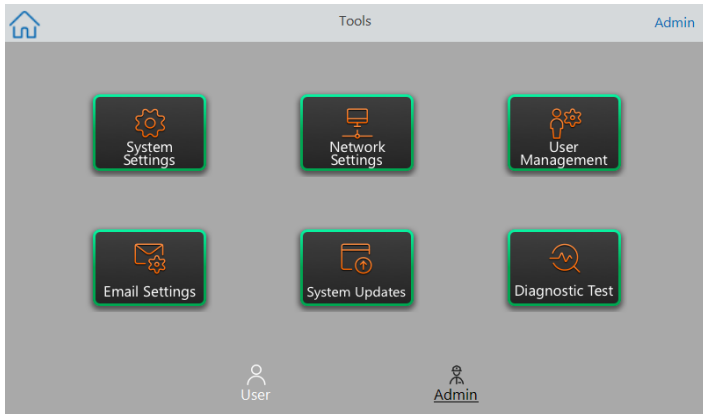 Tools
Admin
System
Settings
Network
Settings
User
Management
Email Settings
System Updates
Diagnostic Test
User
Admin